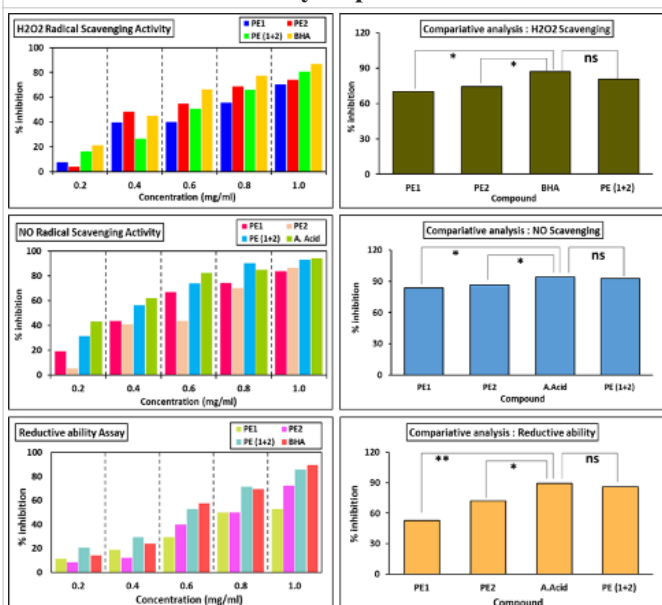 H2O2 Radical Scavenging Activity
PE1 PE2
PE (1+2) BHA
100
80
60
40
20
0
% inhibition
0.2 0.4 0.6 0.8 1.0
Concentration (mg/ml)
Compariative analysis : H2O2 Scavenging
* * ns
120
90
60
30
0
% inhibition
PE1 PE2 BHA PE (1+2)
Compound
NO Radical Scavenging Activity
PE1 PE2
PE (1+2) A. Acid
100
80
60
40
20
0
% inhibition
0.2 0.4 0.6 0.8 1.0
Concentration (mg/ml)
Compariative analysis : NO Scavenging
* * ns
120
90
60
30
0
% inhibition
PE1 PE2 A.Acid PE (1+2)
Compound
Reductive ability Assay
PE1 PE2
PE (1+2) BHA
100
80
60
40
20
0
% inhibition
0.2 0.4 0.6 0.8 1.0
Concentration (mg/ml)
Compariative analysis : Reductive ability
** * ns
120
90
60
30
0
% inhibition
PE1 PE2 A.Acid PE (1+2)
Compound